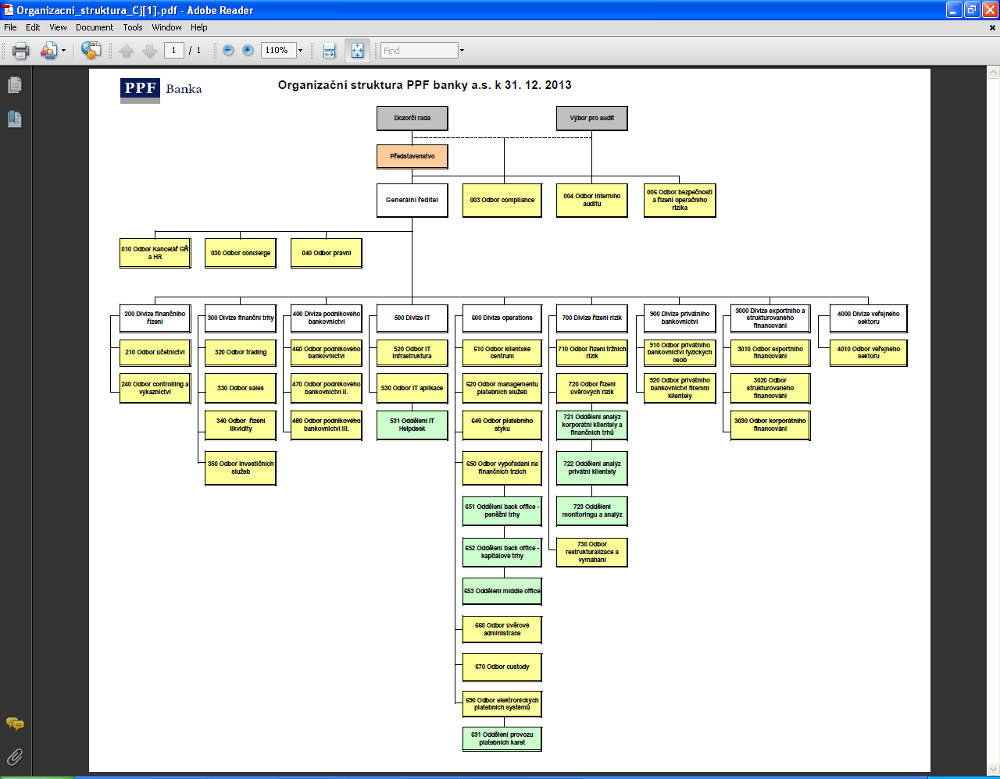 Organizacni_struktura_Cj[1].pdf - Adobe Reader
File Edit View Document Tools Window Help
1 / 1 110% Find
PPF Banka
Organizační struktura PPF banky a.s. k 31. 12. 2013
Dozorčí rada
Výbor pro audit
Představenstvo
Generální ředitel
003 Odbor compliance
004 Odbor interního
auditu
006 Odbor bezpečnosti
a řízení operačního
rizika
010 Odbor Kancelář GŘ
a HR
030 Odbor concierge
040 Odbor právní
200 Divize finančního
řízení
300 Divize finanční trhy
400 Divize podnikového
bankovnictví
500 Divize IT
600 Divize operations
700 Divize řízení rizik
900 Divize privátního
bankovnictví
3000 Divize exportního a
strukturovaného
financování
4000 Divize veřejného
sektoru
210 Odbor účetnictví
320 Odbor trading
460 Odbor podnikového
bankovnictví
520 Odbor IT
infrastruktura
610 Odbor klientské
centrum
710 Odbor řízení tržních
rizik
910 Odbor privátního
bankovnictví fyzických
osob
3010 Odbor exportního
financování
4010 Odbor veřejného
sektoru
240 Odbor controlling a
výkaznictví
330 Odbor sales
470 Odbor podnikového
bankovnictví II.
530 Odbor IT aplikace
620 Odbor managementu
platebních služeb
720 Odbor řízení
úvěrových rizik
920 Odbor privátního
bankovnictví firemní
klientely
3020 Odbor
strukturovaného
financování
340 Odbor  řízení
likvidity
480 Odbor podnikového
bankovnictví III.
531 Oddělení IT
Helpdesk
640 Odbor platebního
styku
721 Oddělení analýz
korporátní klientely a
finančních trhů
3030 Odbor korporátního
financování
350 Odbor investičních
služeb
650 Odbor vypořádání na
finančních trzích
722 Oddělení analýz
privátní klientely
651 Oddělení back office -
peněžní trhy
723 Oddělení
monitoringu a analýz
652 Oddělení back office -
kapitálové trhy
730 Odbor
restrukturalizace a
vymáhání
653 Oddělení middle office
660 Odbor úvěrové
administrace
670 Odbor custody
690 Odbor elektronických
platebních systémů
691 Oddělení provozu
platebních karet